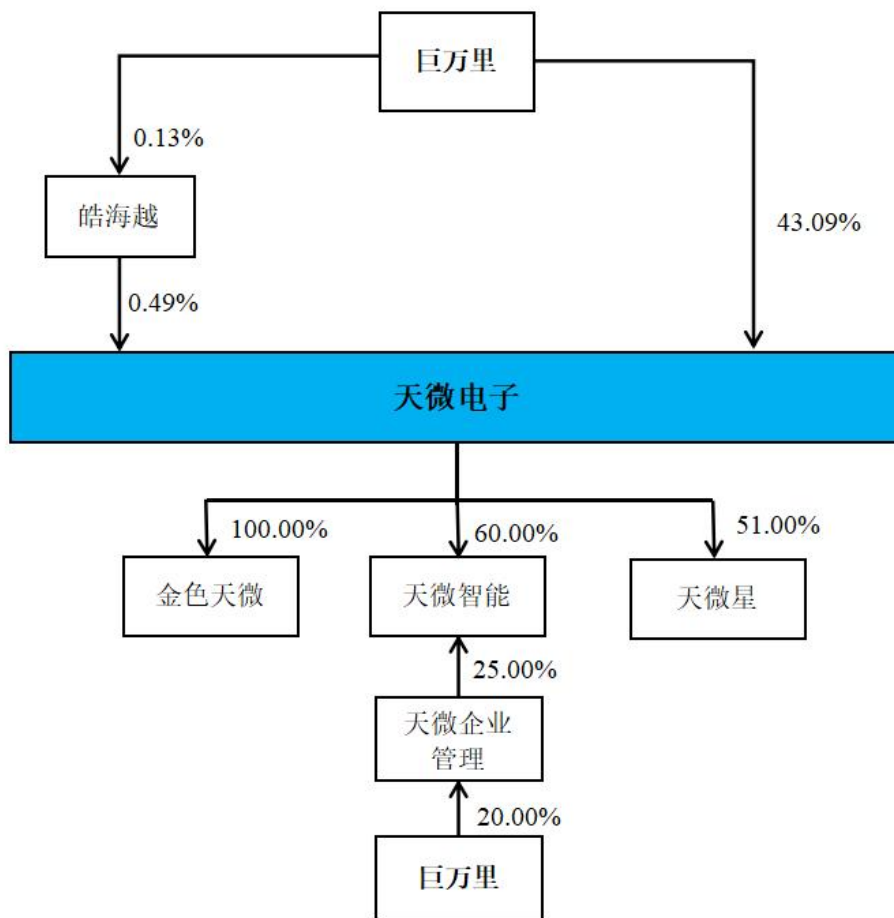 巨万里
0.13%
皓海越
43.09%
0.49%
天微电子
100.00%
60.00%
51.00%
金色天微
天微智能
天微星
25.00%
天微企业
管理
20.00%
巨万里